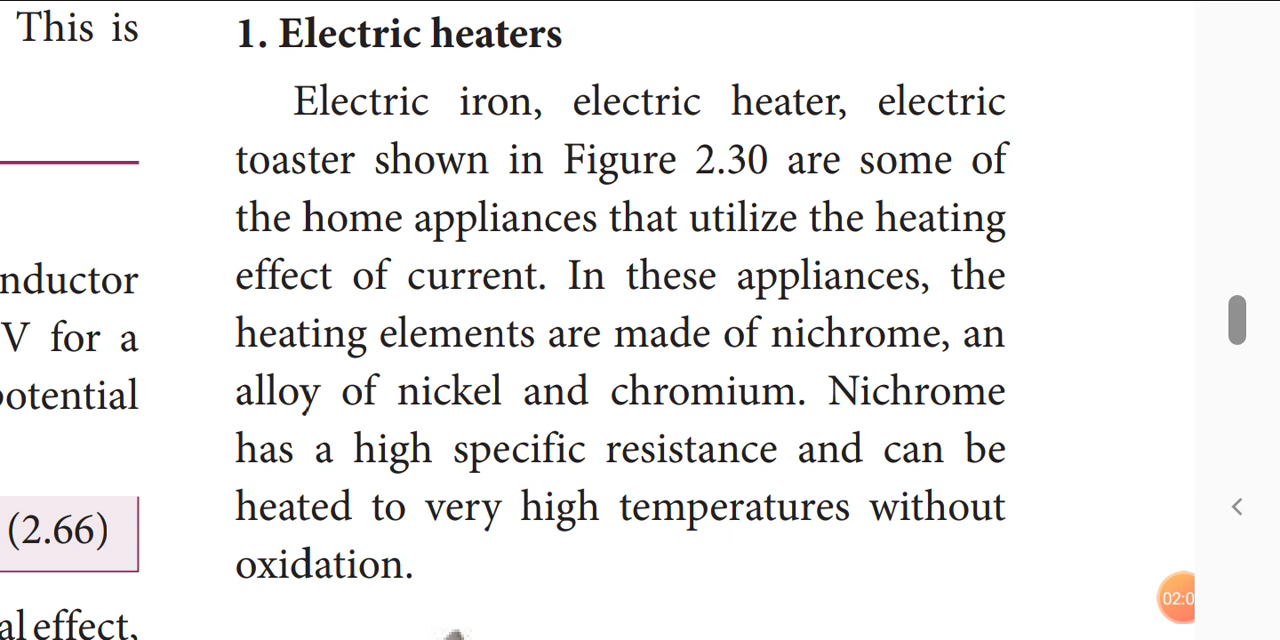 This is
nductor
V for a
potential
(2.66)
al effect,
1. Electric heaters
Electric iron, electric heater, electric
toaster shown in Figure 2.30 are some of
the home appliances that utilize the heating
effect of current. In these appliances, the
heating elements are made of nichrome, an
alloy of nickel and chromium. Nichrome
has a high specific resistance and can be
heated to very high temperatures without
oxidation.
02:0